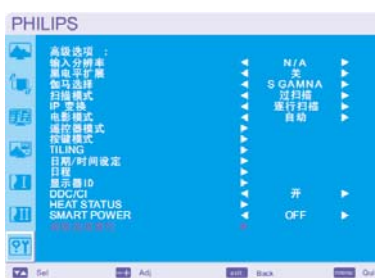 PHILIPS
高级选项 :
输入分辨率 N/A
黑电平扩展 关
伽马选择 S GAMNA
扫描模式 过扫描
IP 变换 逐行扫描
电影模式 自动
遥控器模式
按键模式
TILING
日期/时间设定
日程
显示器ID
DDC/CI 开
HEAT STATUS
SMART POWER OFF
Sel Adj exit Back menu Qui